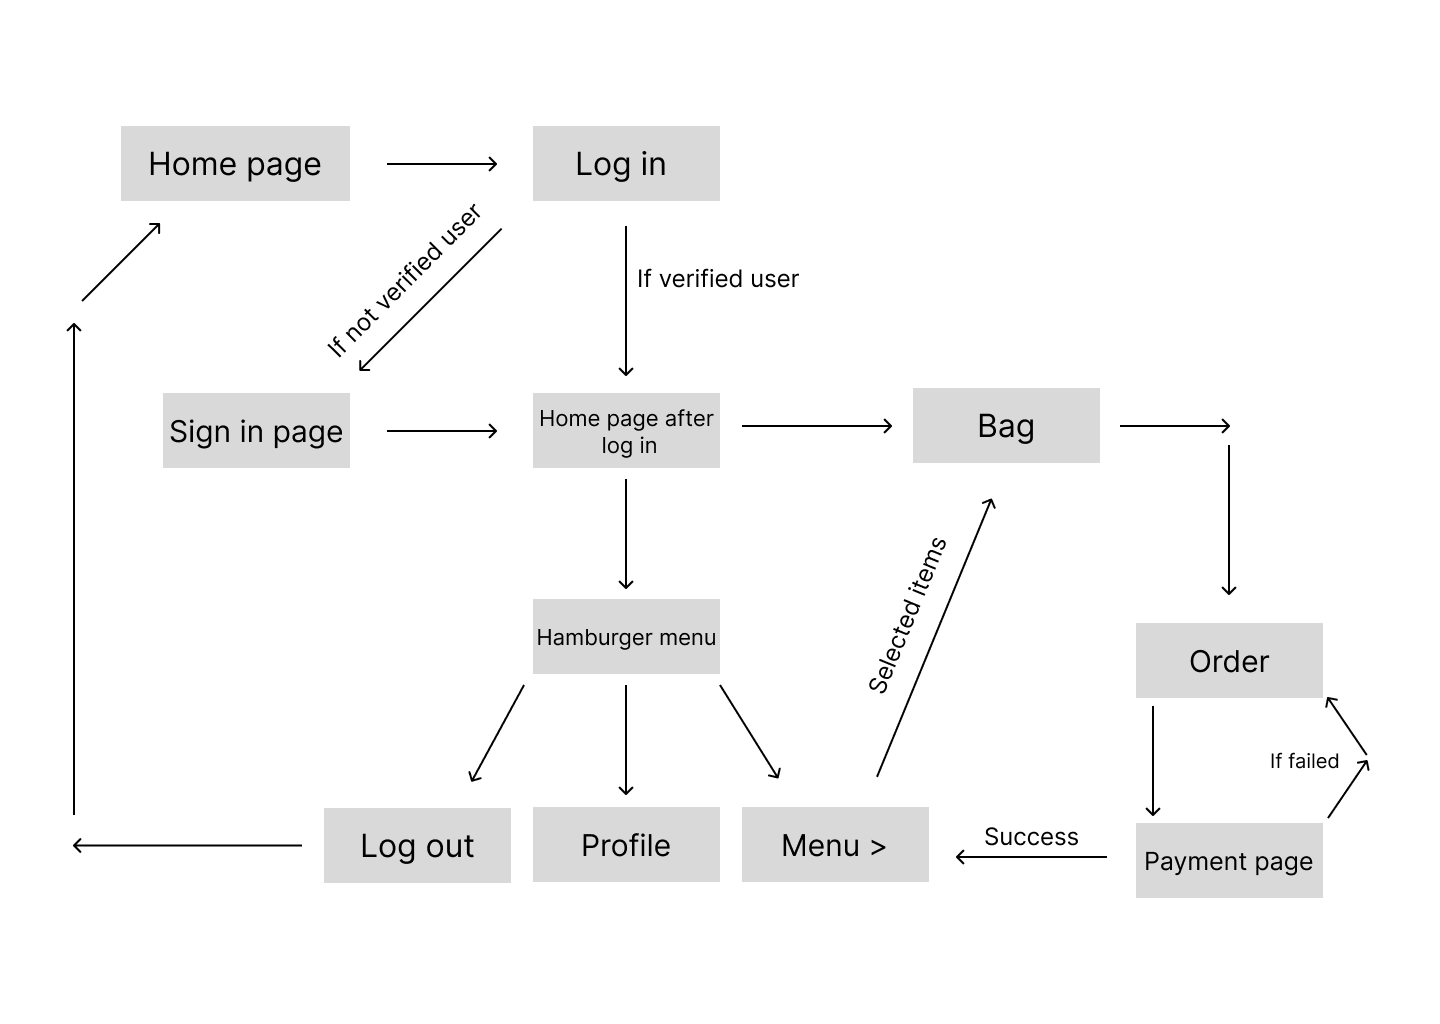 Home page
Log in
If not verified user
If verified user
Sign in page
Home page after
log in
Bag
Selected items
Hamburger menu
Order
If failed
Log out
Profile
Menu >
Success
Payment page